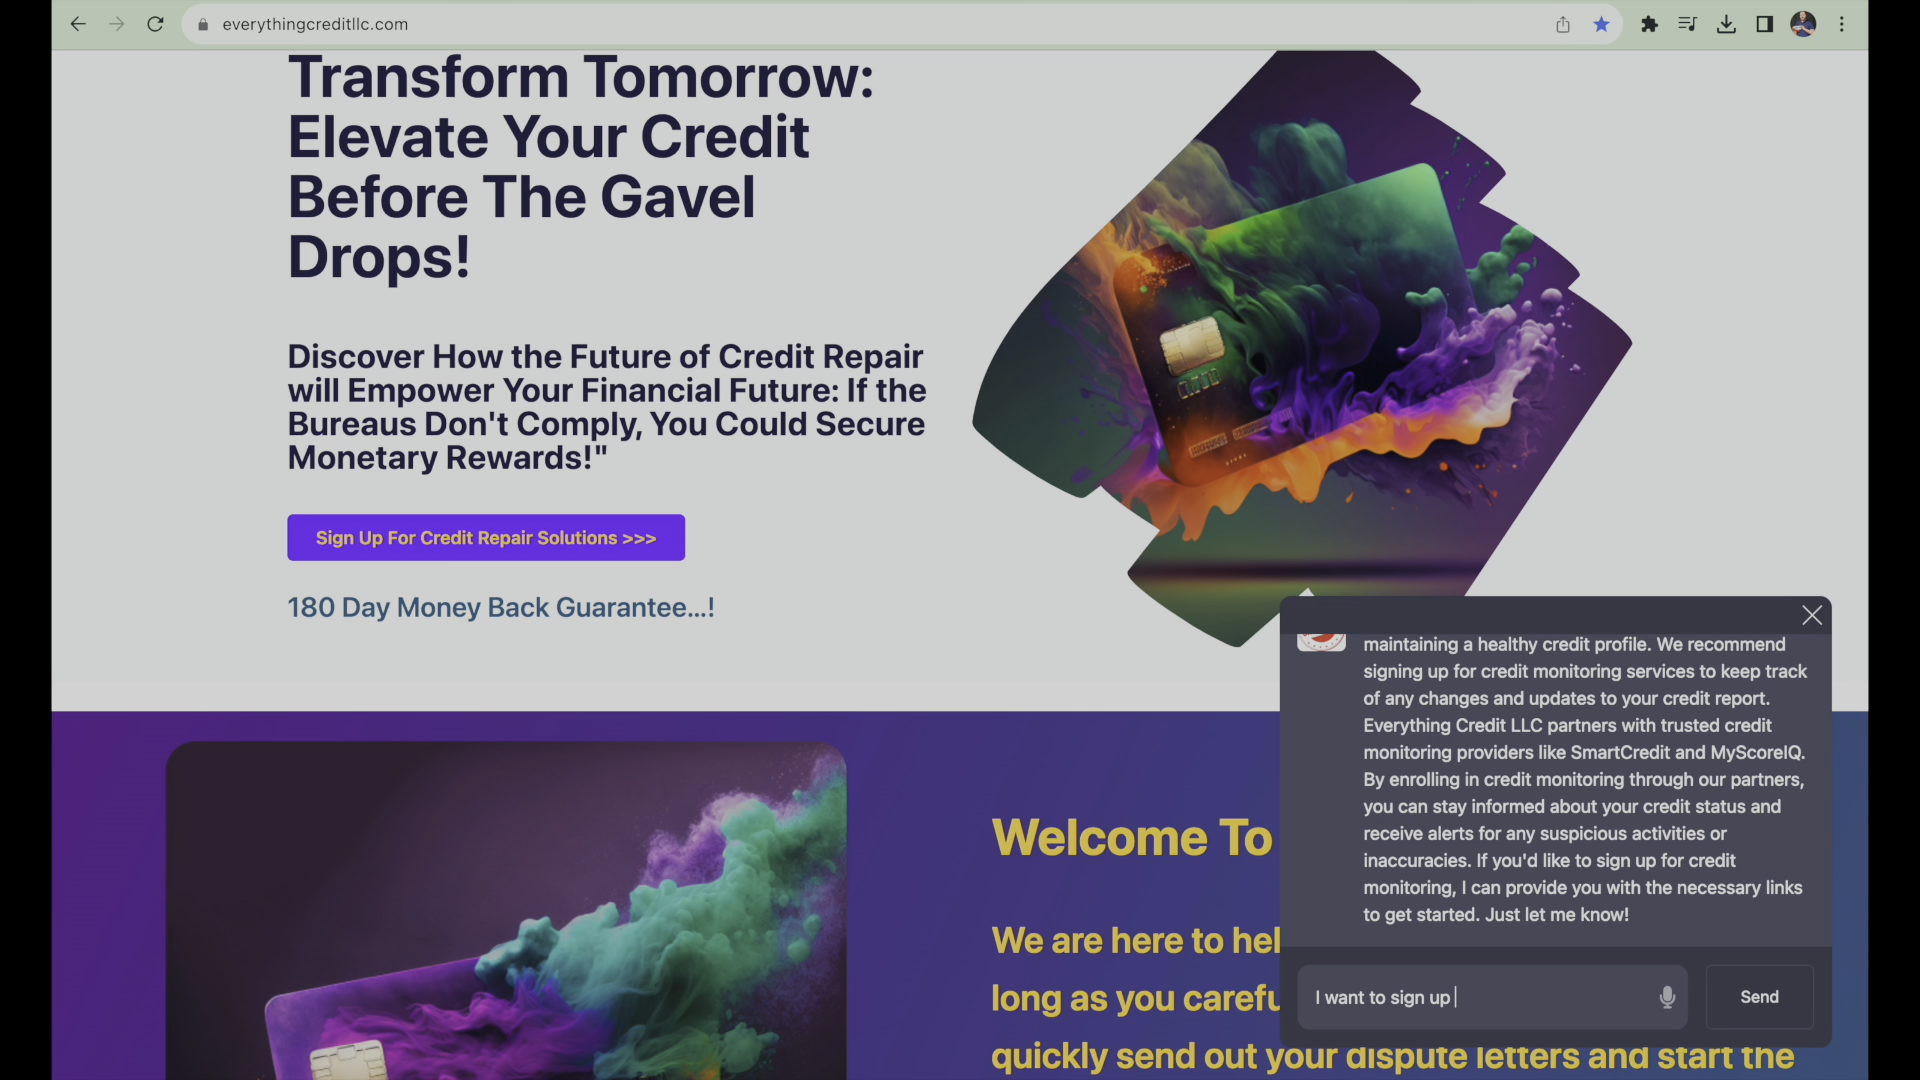 everythingcreditllc.com
Transform Tomorrow:
Elevate Your Credit
Before The Gavel
Drops!
Discover How the Future of Credit Repair
will Empower Your Financial Future: If the
Bureaus Don't Comply, You Could Secure
Monetary Rewards!"
Sign Up For Credit Repair Solutions >>>
180 Day Money Back Guarantee...!
Welcome To
We are here to hel
long as you carefu
quickly send out your dispute letters and start the
maintaining a healthy credit profile. We recommend
signing up for credit monitoring services to keep track
of any changes and updates to your credit report.
Everything Credit LLC partners with trusted credit
monitoring providers like SmartCredit and MyScoreIQ.
By enrolling in credit monitoring through our partners,
you can stay informed about your credit status and
receive alerts for any suspicious activities or
inaccuracies. If you'd like to sign up for credit
monitoring, I can provide you with the necessary links
to get started. Just let me know!
I want to sign up
Send